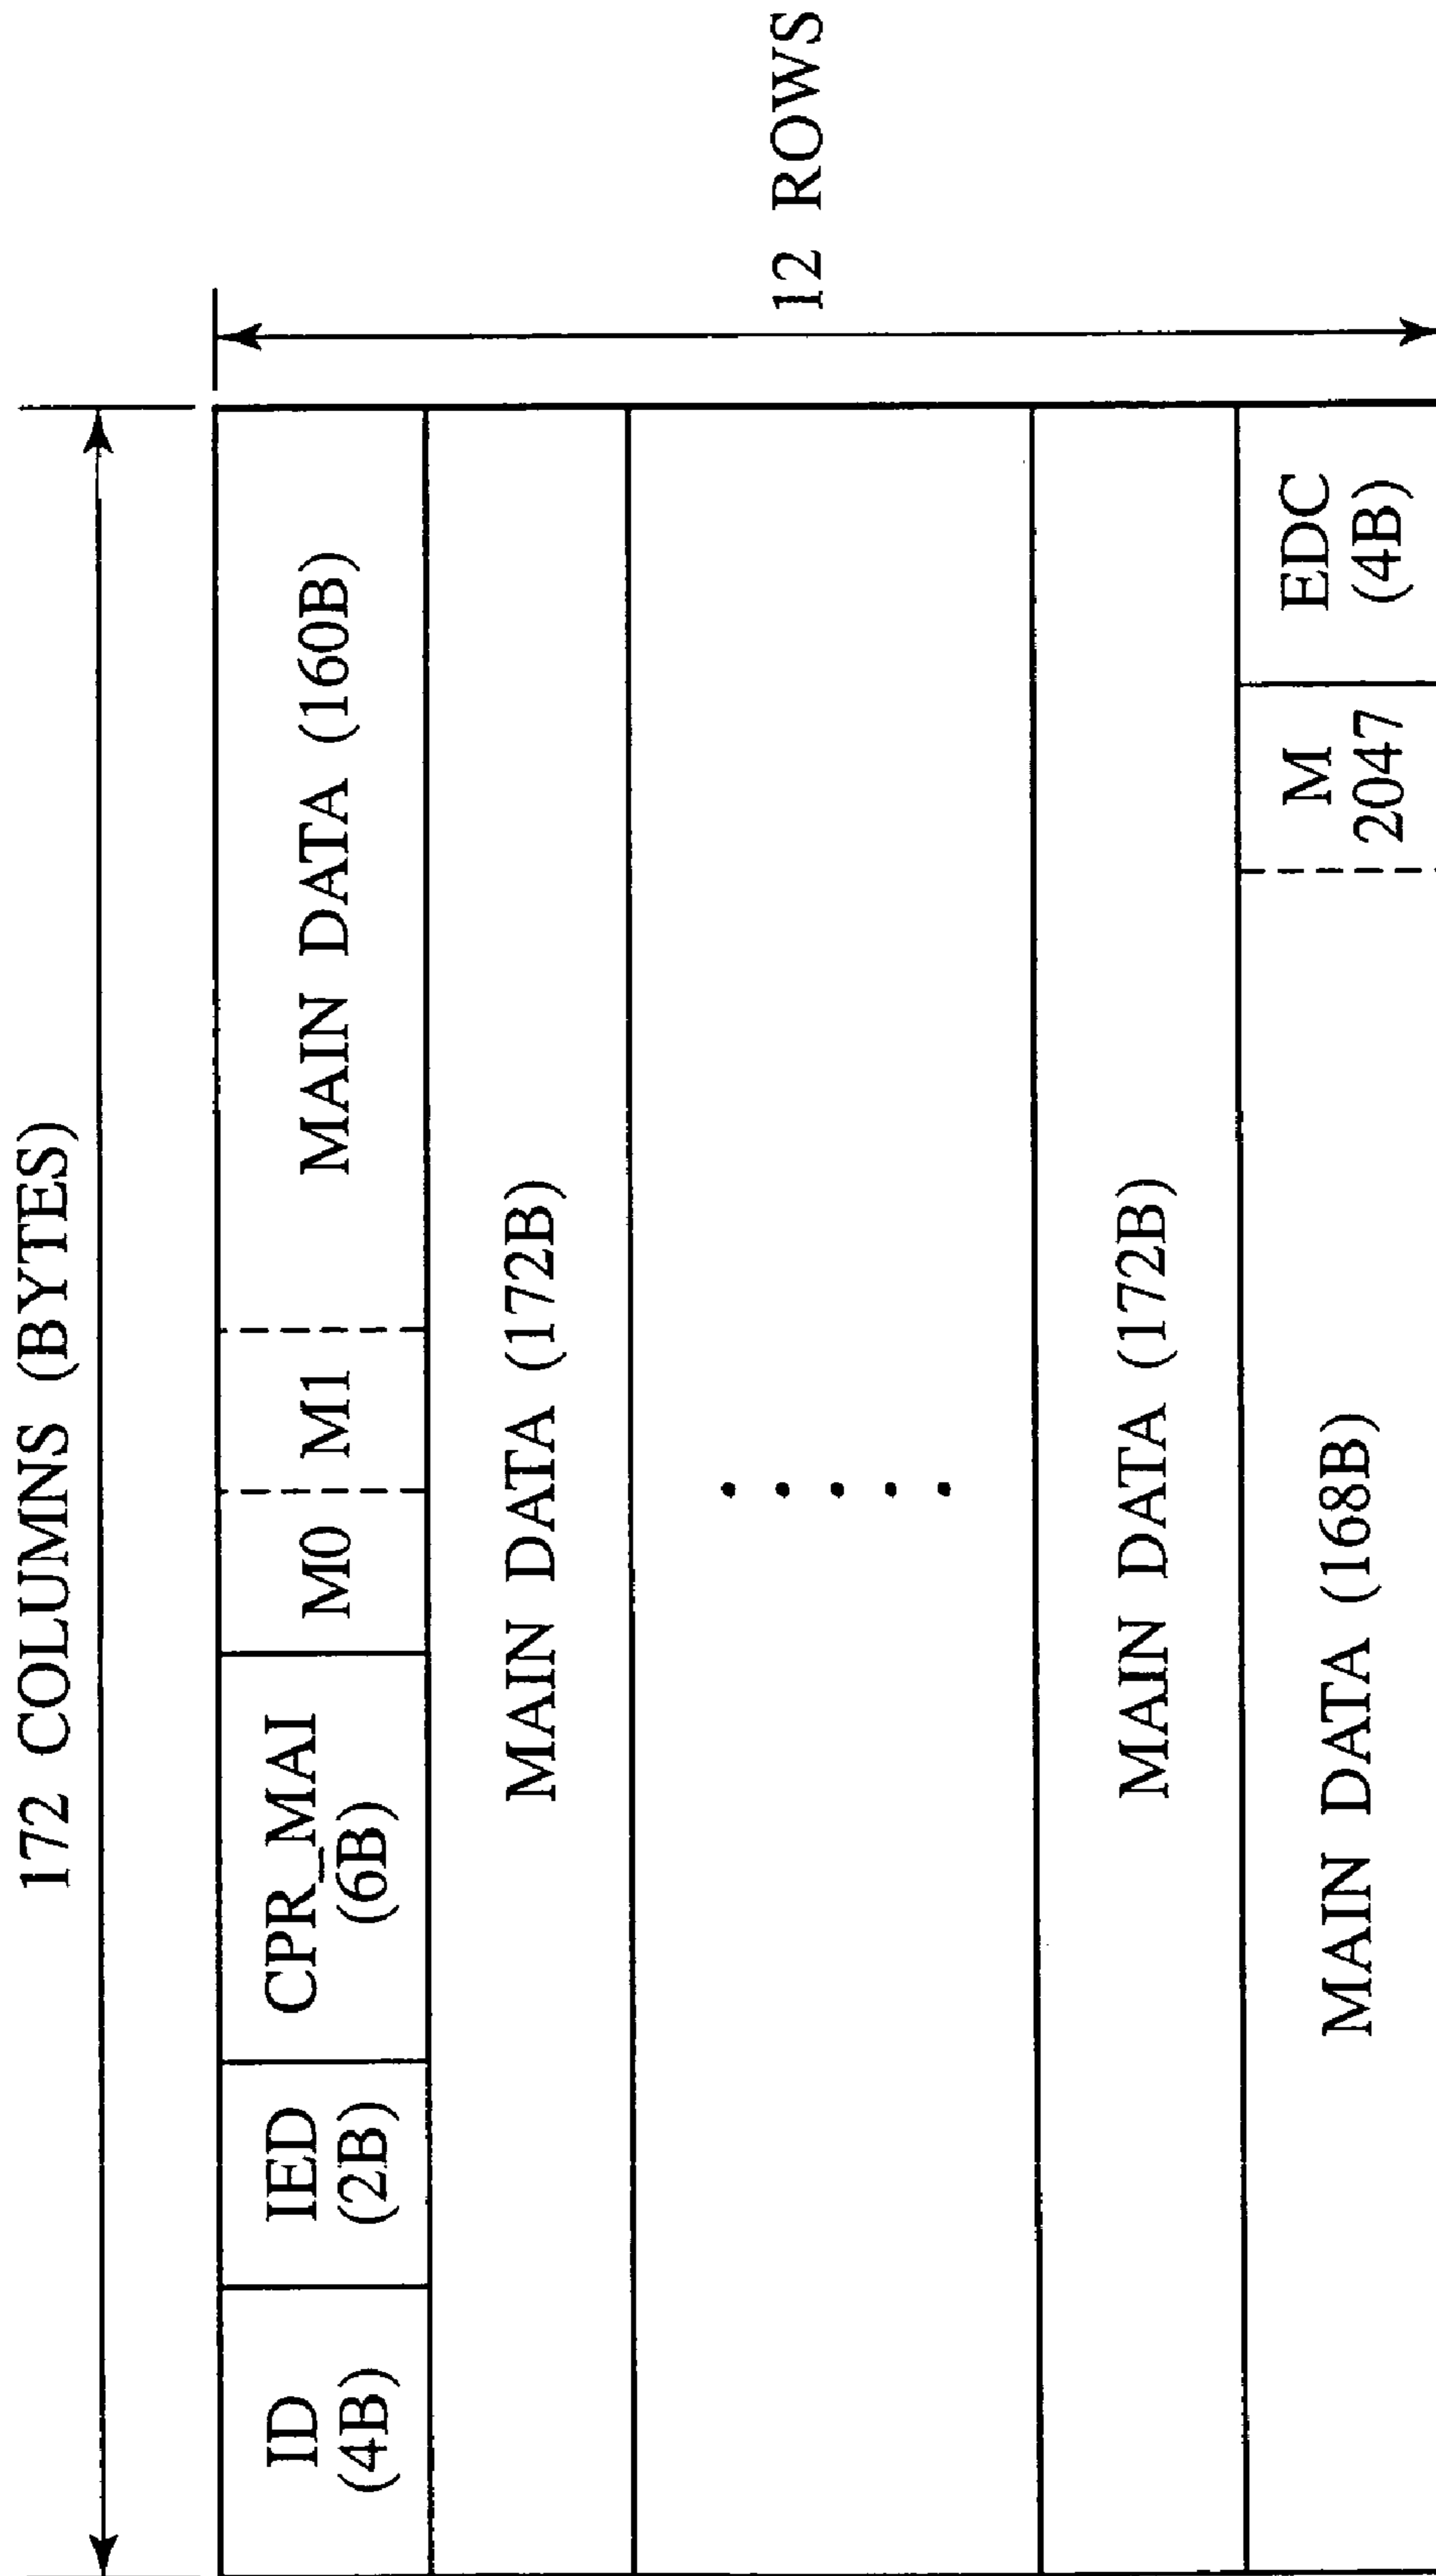 172 COLUMNS (BYTES)
ID
(4B)
IED
(2B)
CPR_MAI
(6B)
M0
M1
MAIN DATA (160B)
MAIN DATA (172B)
MAIN DATA (172B)
MAIN DATA (168B)
M
2047
EDC
(4B)
12 ROWS